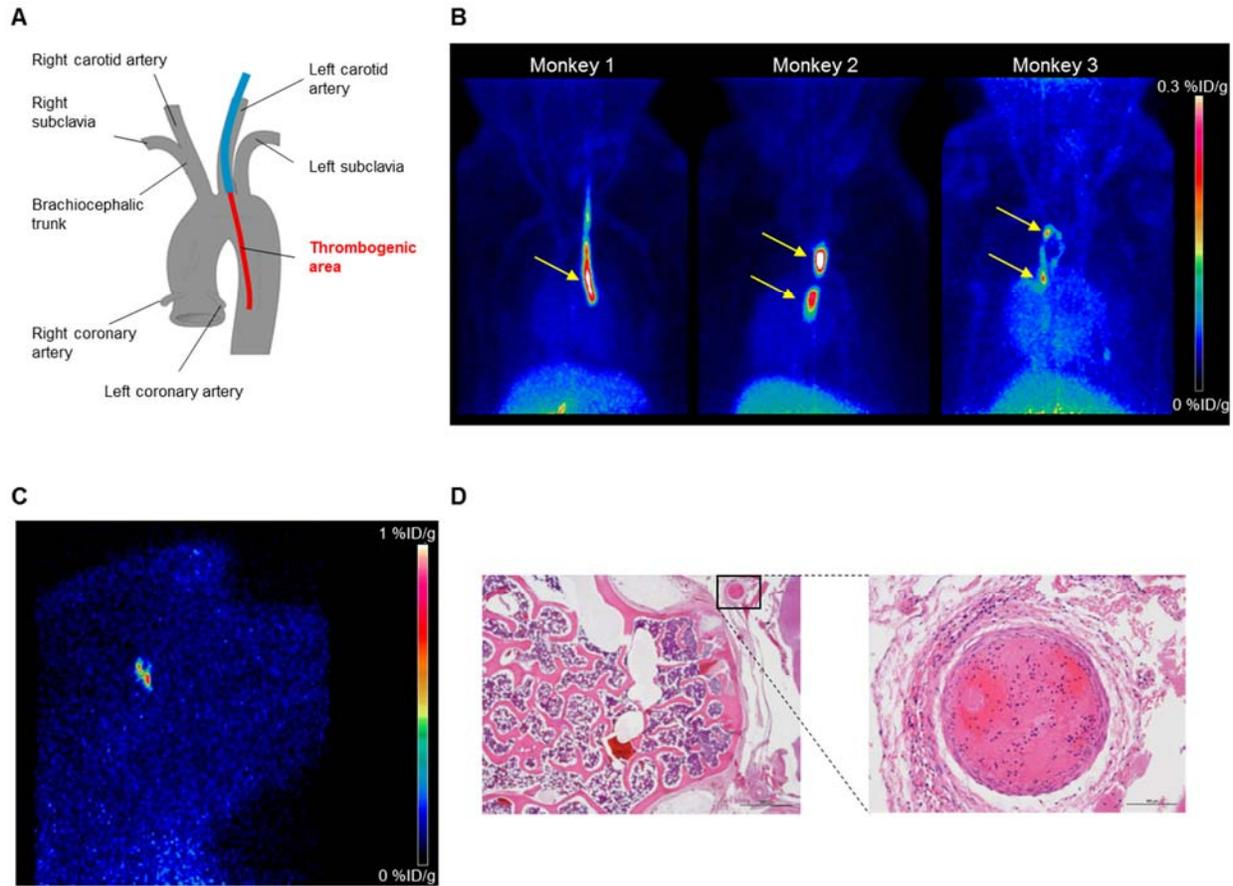 A
Right carotid artery
Left carotid
artery
Right
subclavia
Left subclavia
Brachiocephalic
trunk
Thrombogenic
area
Right coronary
artery
Left coronary artery
B
Monkey 1
Monkey 2
Monkey 3
0.3 %ID/g
0 %ID/g
C
1 %ID/g
0 %ID/g
D